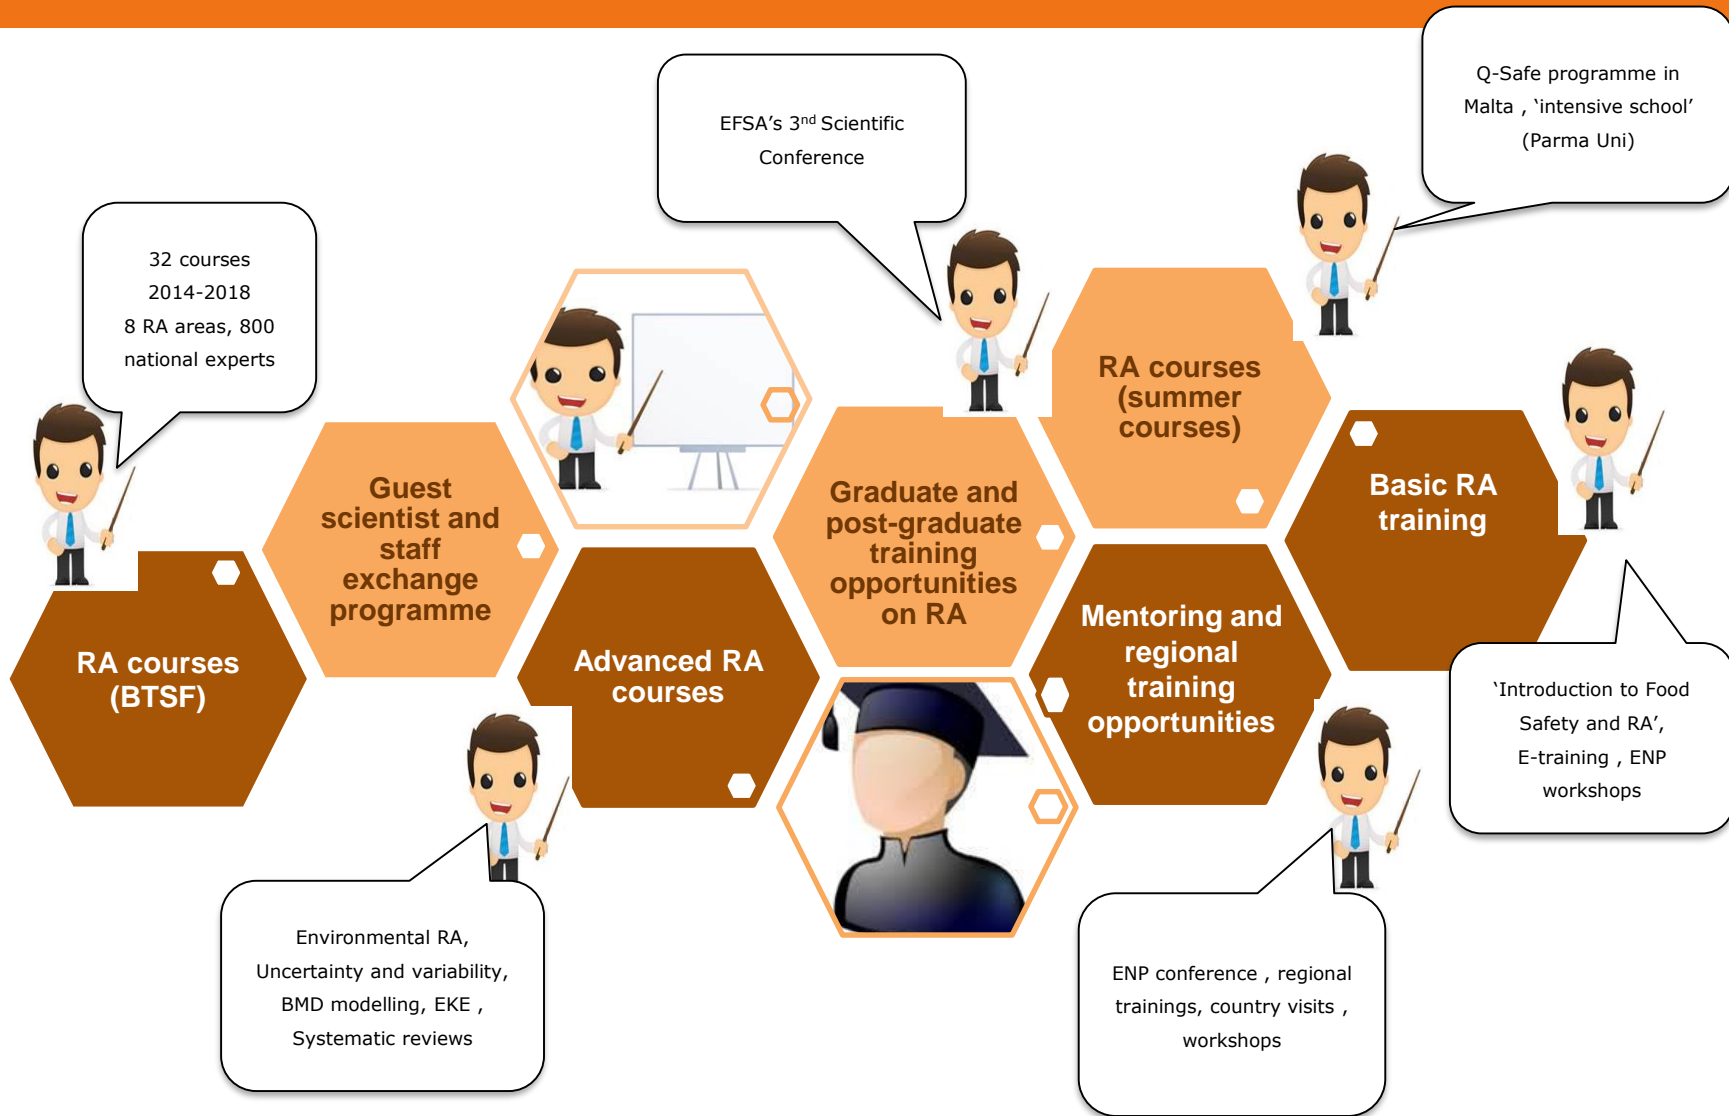 Q-Safe programme in
Malta , ‘intensive school’
(Parma Uni)
EFSA’s 3nd Scientific
Conference
32 courses
2014-2018
8 RA areas, 800
national experts
RA courses
(summer
courses)
Basic RA
training
Guest
scientist and
staff
exchange
programme
Graduate and
post-graduate
training
opportunities
on RA
Mentoring and
regional
training
opportunities
RA courses
(BTSF)
Advanced RA
courses
‘Introduction to Food
Safety and RA’,
E-training , ENP
workshops
Environmental RA,
Uncertainty and variability,
BMD modelling, EKE ,
Systematic reviews
ENP conference , regional
trainings, country visits ,
workshops